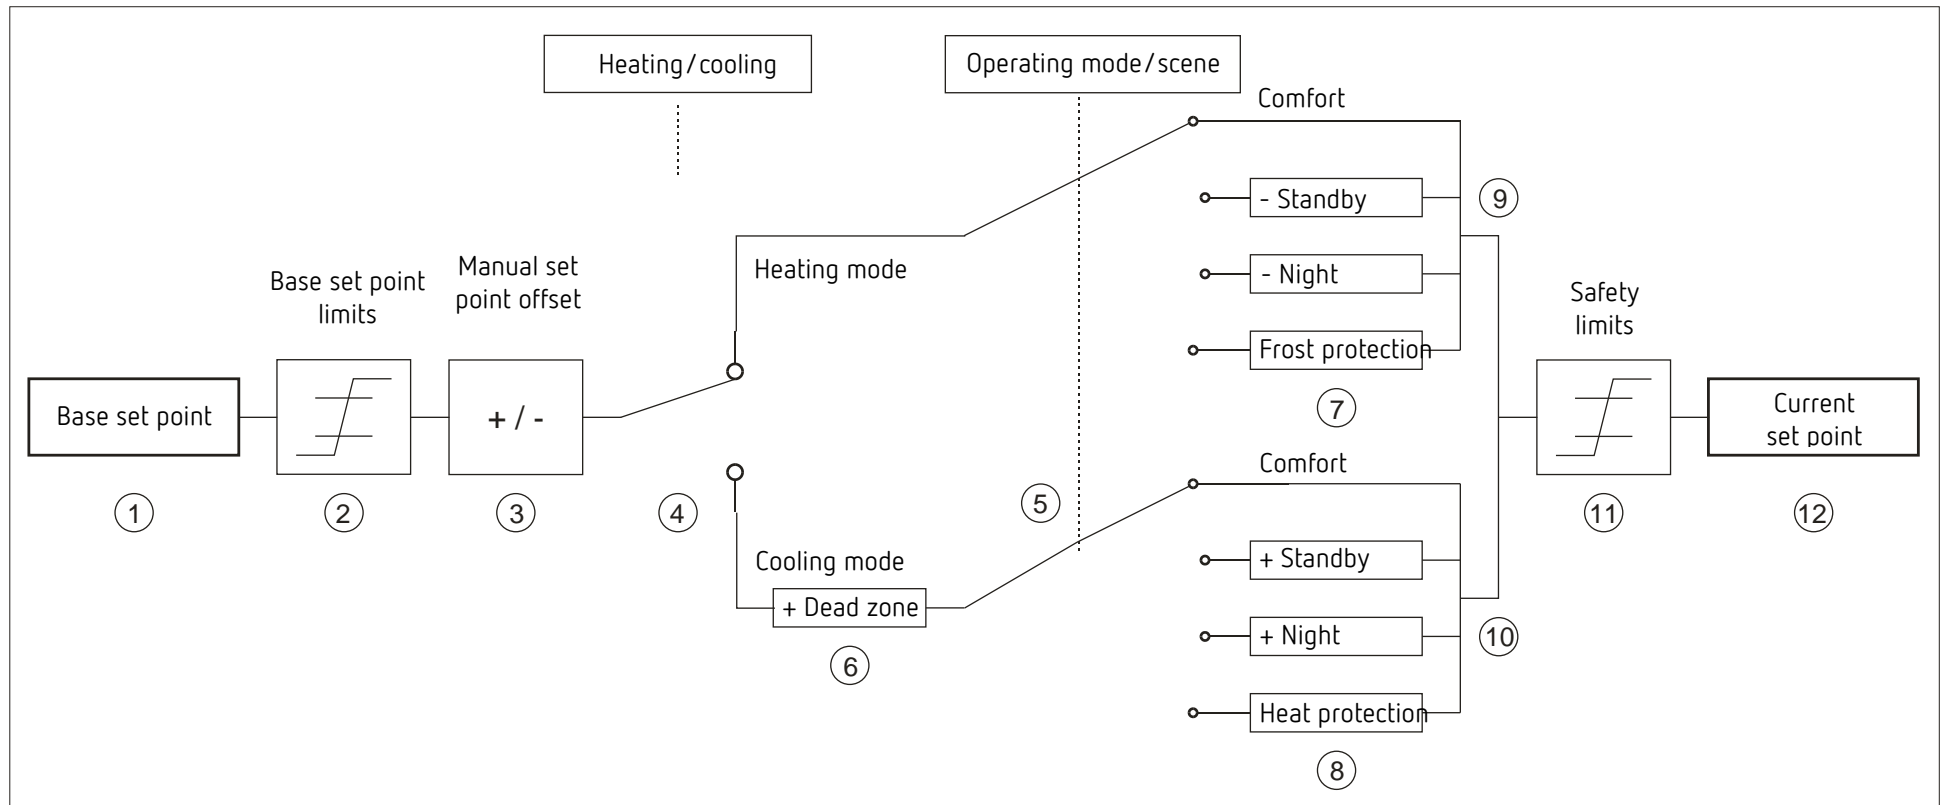 Heating/cooling
Operating mode/scene
Comfort
- Standby
9
- Night
Heating mode
Manual set
point offset
Base set point
limits
Safety
limits
Frost protection
7
Base set point
+ / -
Current
set point
Comfort
1
2
3
4
5
11
12
Cooling mode
+ Standby
+ Dead zone
+ Night
10
6
Heat protection
8